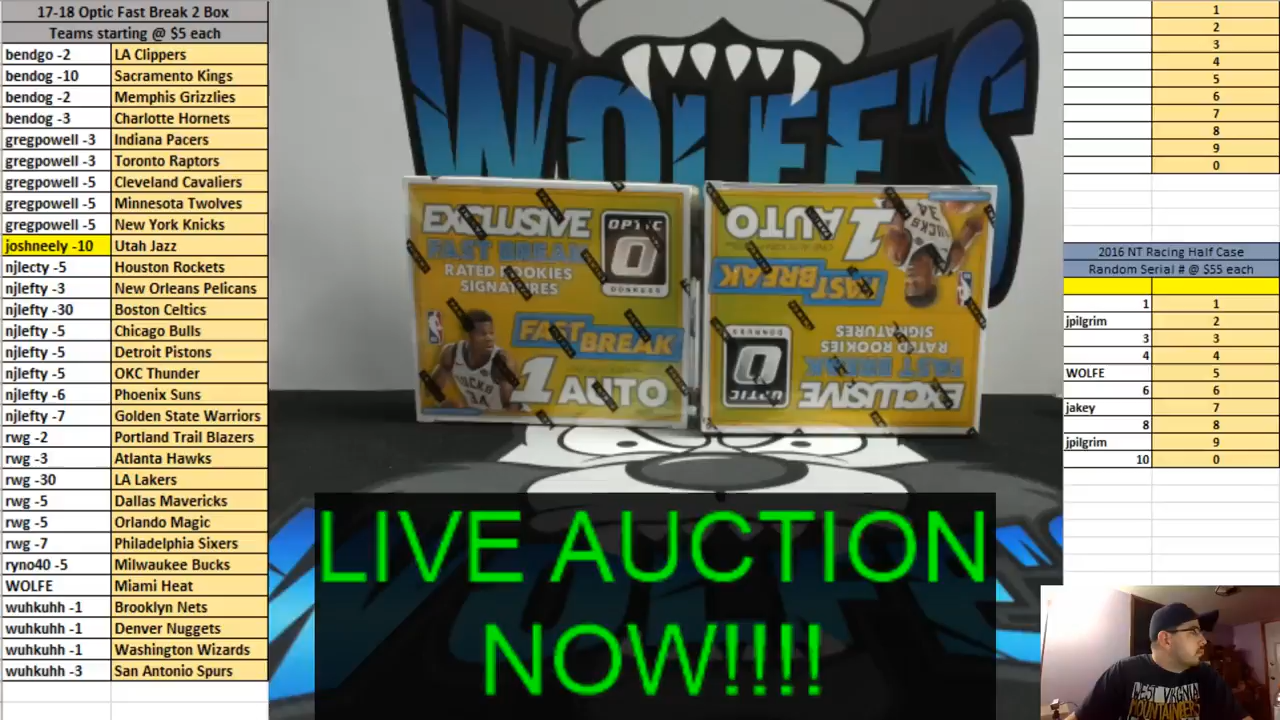 17-18 Optic Fast Break 2 Box
Teams starting @ $5 each
bendgo -2 LA Clippers
bendog -10 Sacramento Kings
bendog -2 Memphis Grizzlies
bendog -3 Charlotte Hornets
gregpowell -3 Indiana Pacers
gregpowell -3 Toronto Raptors
gregpowell -5 Cleveland Cavaliers
gregpowell -5 Minnesota Twolves
gregpowell -5 New York Knicks
joshneely -10 Utah Jazz
njlecty -5 Houston Rockets
njlefty -3 New Orleans Pelicans
njlefty -30 Boston Celtics
njlefty -5 Chicago Bulls
njlefty -5 Detroit Pistons
njlefty -5 OKC Thunder
njlefty -6 Phoenix Suns
njlefty -7 Golden State Warriors
rwg -2 Portland Trail Blazers
rwg -3 Atlanta Hawks
rwg -30 LA Lakers
rwg -5 Dallas Mavericks
rwg -5 Orlando Magic
rwg -7 Philadelphia Sixers
ryno40 -5 Milwaukee Bucks
WOLFE Miami Heat
wuhkuhh -1 Brooklyn Nets
wuhkuhh -1 Denver Nuggets
wuhkuhh -1 Washington Wizards
wuhkuhh -3 San Antonio Spurs
WOLFE'S
EXCLUSIVE
FAST BREAK
RATED ROOKIES
SIGNATURES
OPTIC
DONRUSS
FAST BREAK
1 AUTO
BUCKS
34
1 AUTO
FAST BREAK
34
BUCKS
SIGNATURES
RATED ROOKIES
FAST BREAK
EXCLUSIVE
DONRUSS
OPTIC
LIVE AUCTION
NOW!!!!
1
2
3
4
5
6
7
8
9
0
2016 NT Racing Half Case
Random Serial # @ $55 each
1 1
jpilgrim 2
3 3
4 4
WOLFE 5
6 6
jakey 7
8 8
jpilgrim 9
10 0
WEST VIRGINIA
MOUNTAINEERS